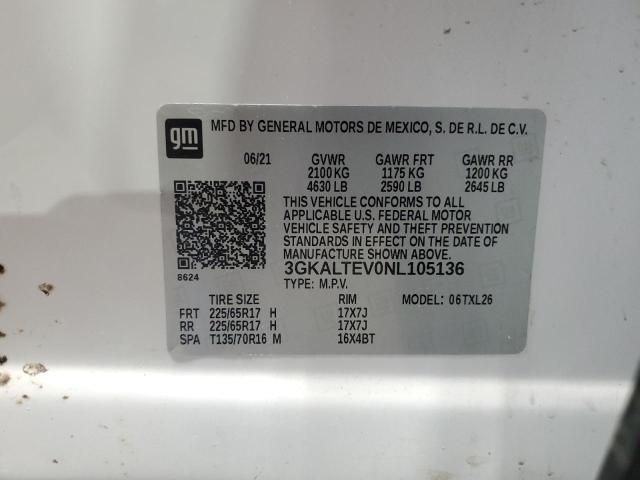 gm MFD BY GENERAL MOTORS DE MEXICO, S. DE R.L. DE C.V.
06/21 GVWR GAWR FRT GAWR RR
2100 KG 1175 KG 1200 KG
4630 LB 2590 LB 2645 LB
THIS VEHICLE CONFORMS TO ALL
APPLICABLE U.S. FEDERAL MOTOR
VEHICLE SAFETY AND THEFT PREVENTION
STANDARDS IN EFFECT ON THE DATE OF
MANUFACTURE SHOWN ABOVE.
8624 3GKALTEV0NL105136
TYPE: M.P.V.
TIRE SIZE RIM MODEL: 06TXL26
FRT 225/65R17 H 17X7J
RR 225/65R17 H 17X7J
SPA T135/70R16 M 16X4BT